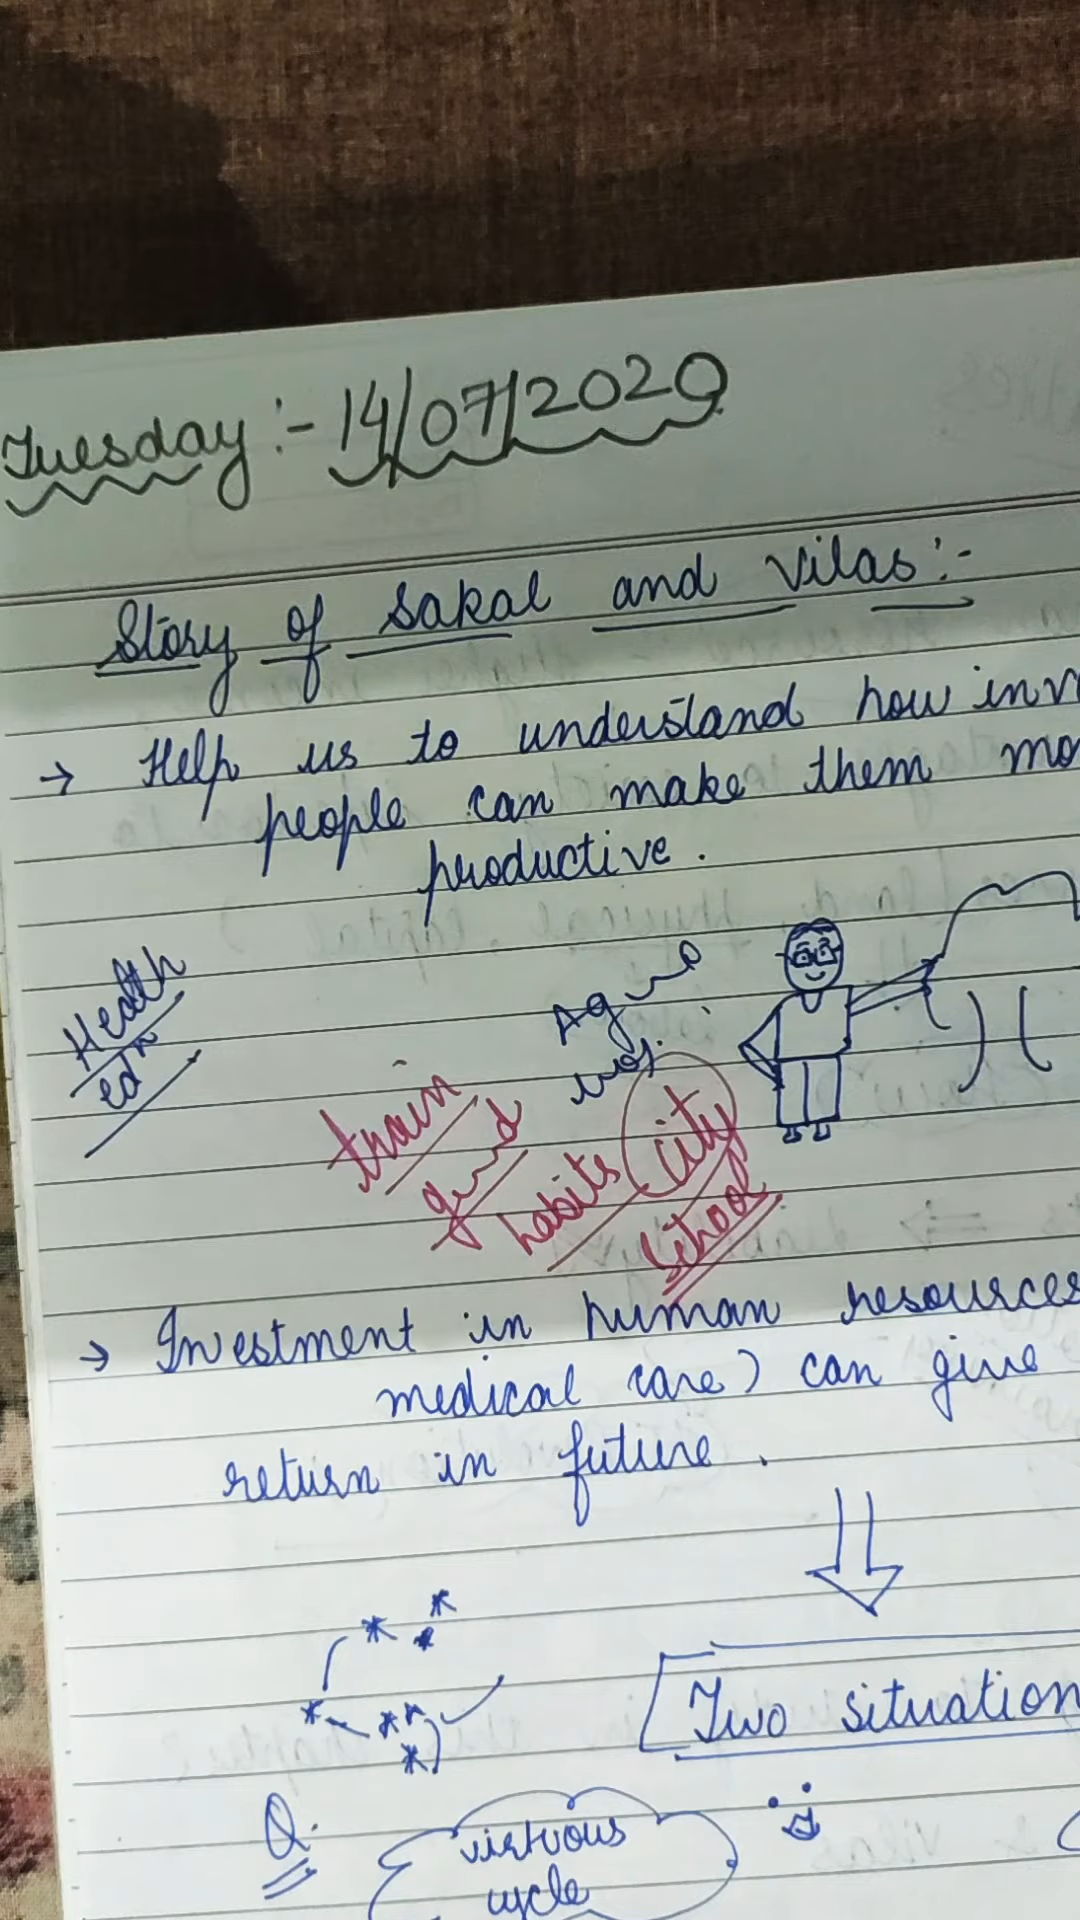 Tuesday :- 14/07/2020
Story of Sakal and Vilas :-
→ Help us to understand how inv
people can make them mo
productive.
Health
edn
train
habits
city
school
→ Investment in human resources
medical care) can give
return in future.
Two situation
Q.
virtuous
cycle